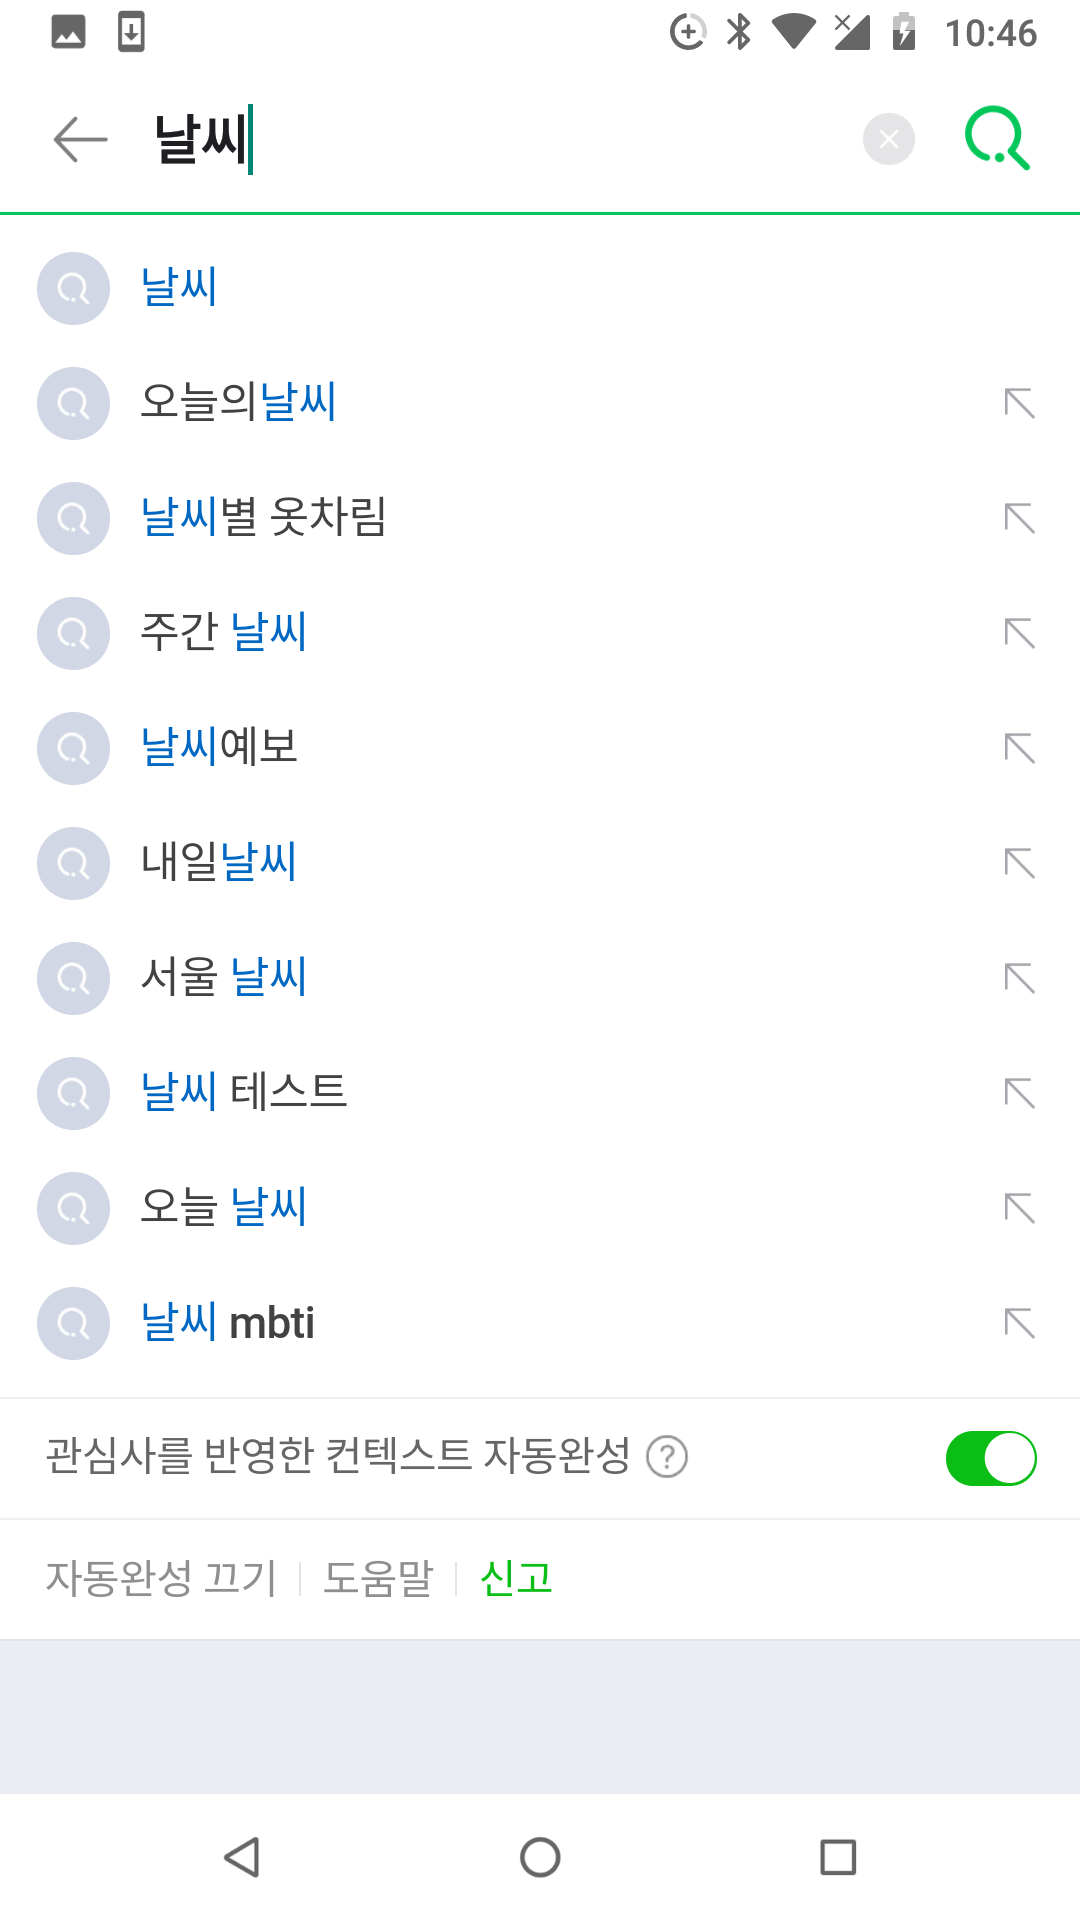 10:46
날씨
날씨
오늘의날씨
날씨별 옷차림
주간 날씨
날씨예보
내일날씨
서울 날씨
날씨 테스트
오늘 날씨
날씨 mbti
관심사를 반영한 컨텍스트 자동완성 ?
자동완성 끄기 | 도움말 | 신고